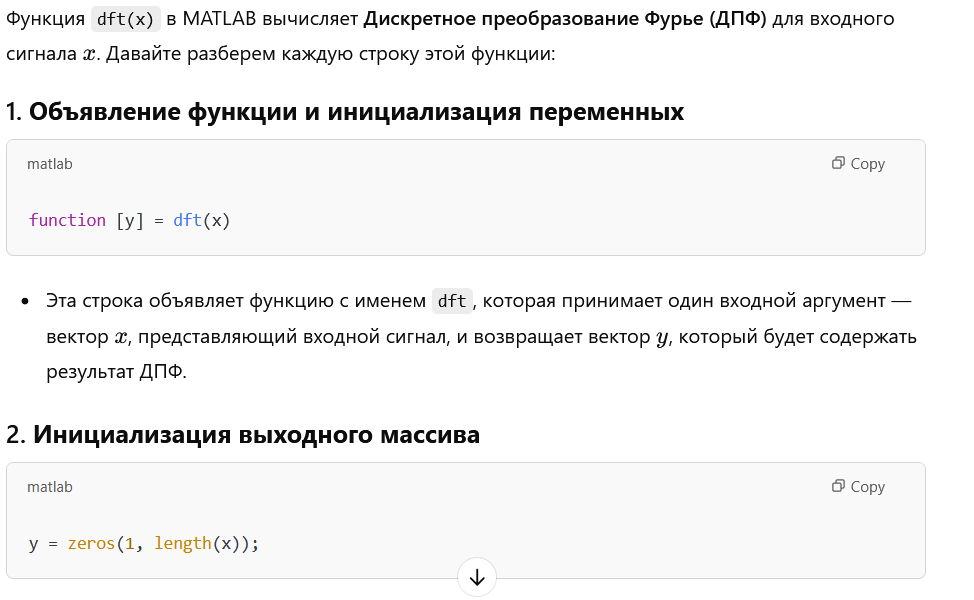 Функция dft(x) в MATLAB вычисляет Дискретное преобразование Фурье (ДПФ) для входного
сигнала x. Давайте разберем каждую строку этой функции:
1. Объявление функции и инициализация переменных
matlab
Copy
function [y] = dft(x)
• Эта строка объявляет функцию с именем dft, которая принимает один входной аргумент —
вектор x, представляющий входной сигнал, и возвращает вектор y, который будет содержать
результат ДПФ.
2. Инициализация выходного массива
matlab
Copy
y = zeros(1, length(x));